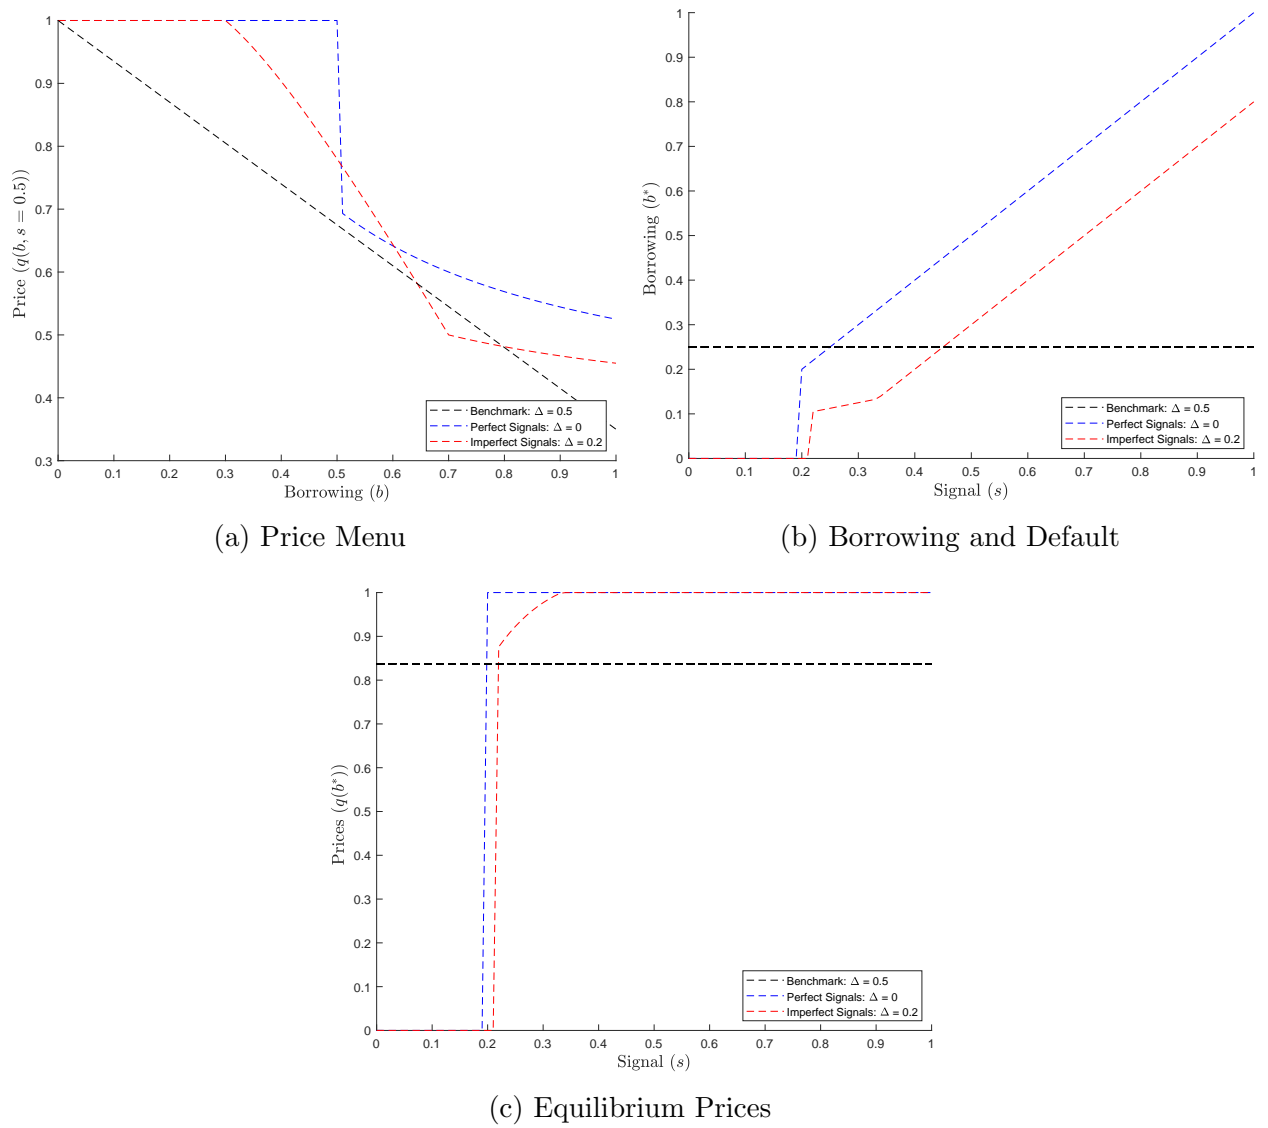 1
0.9
0.8
0.7
0.6
0.5
0.4
0.3
0 0.1 0.2 0.3 0.4 0.5 0.6 0.7 0.8 0.9 1
Borrowing (b)
Price (q(b, s = 0.5))
Benchmark: Δ = 0.5
Perfect Signals: Δ = 0
Imperfect Signals: Δ = 0.2
(a) Price Menu
1
0.9
0.8
0.7
0.6
0.5
0.4
0.3
0.2
0.1
0
0 0.1 0.2 0.3 0.4 0.5 0.6 0.7 0.8 0.9 1
Signal (s)
Borrowing (b*)
Benchmark: Δ = 0.5
Perfect Signals: Δ = 0
Imperfect Signals: Δ = 0.2
(b) Borrowing and Default
1
0.9
0.8
0.7
0.6
0.5
0.4
0.3
0.2
0.1
0
0 0.1 0.2 0.3 0.4 0.5 0.6 0.7 0.8 0.9 1
Signal (s)
Prices (q(b*))
Benchmark: Δ = 0.5
Perfect Signals: Δ = 0
Imperfect Signals: Δ = 0.2
(c) Equilibrium Prices